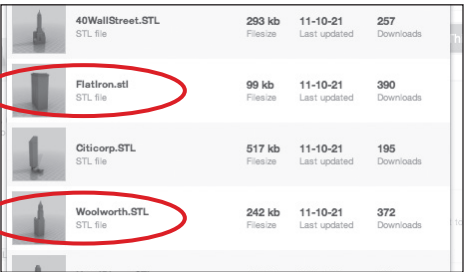 40WallStreet.STL 293 kb 11-10-21 257
STL file Filesize Last updated Downloads
FlatIron.stl 99 kb 11-10-21 390
STL file Filesize Last updated Downloads
Citicorp.STL 517 kb 11-10-21 195
STL file Filesize Last updated Downloads
Woolworth.STL 242 kb 11-10-21 372
STL file Filesize Last updated Downloads